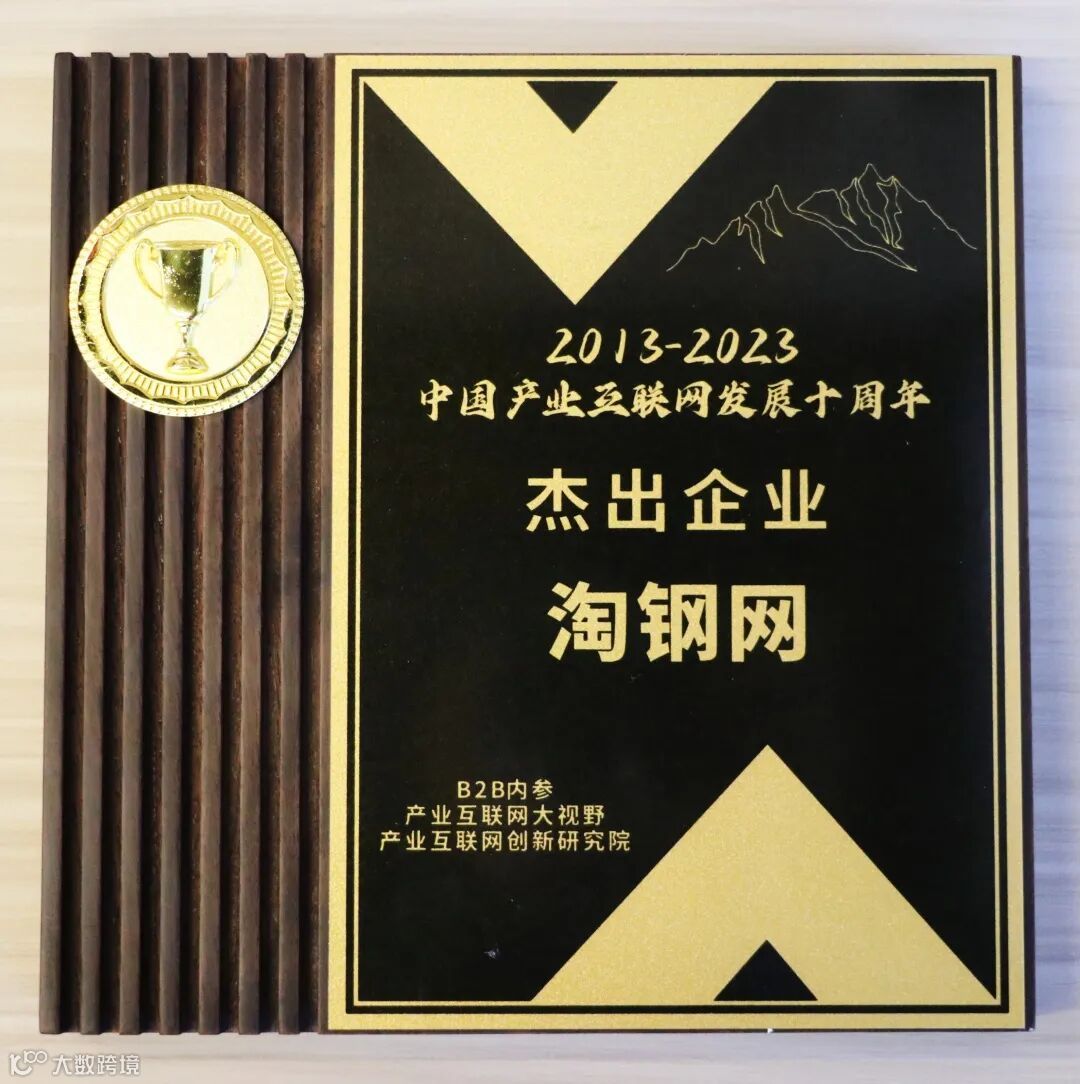 2013-2023
中国产业互联网发展十周年
杰出企业
淘钢网
B2B内参
产业互联网大视野
产业互联网创新研究院
大数跨境